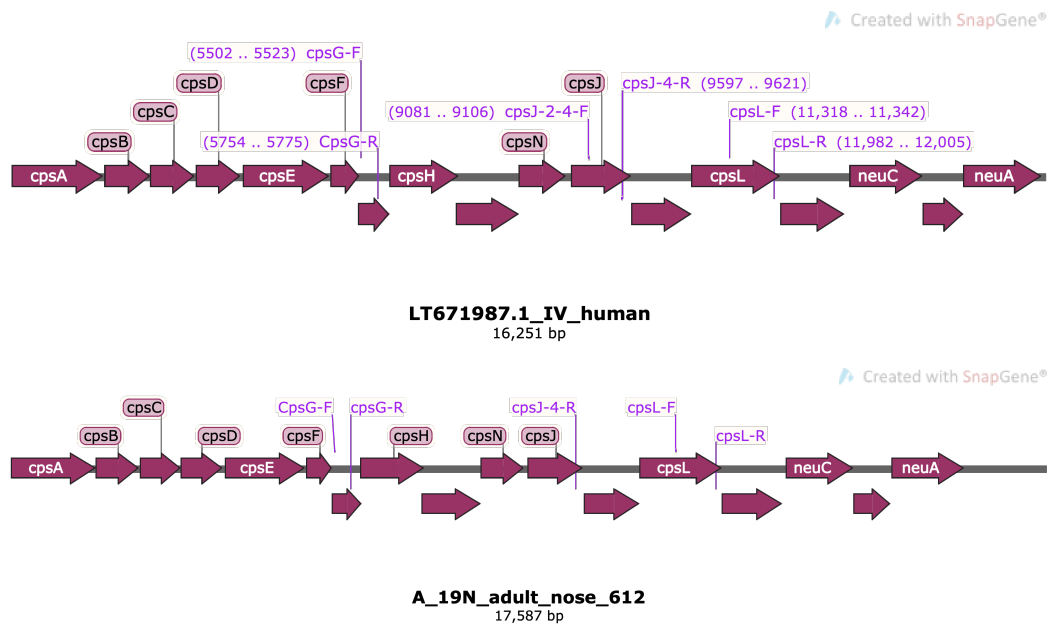 Created with SnapGene®
(5502 .. 5523) cpsG-F
cpsD cpsF cpsJ cpsJ-4-R (9597 .. 9621)
cpsC (9081 .. 9106) cpsJ-2-4-F cpsL-F (11,318 .. 11,342)
cpsB (5754 .. 5775) CpsG-R cpsN cpsL-R (11,982 .. 12,005)
cpsA cpsE cpsH cpsL neuC neuA
LT671987.1_IV_human
16,251 bp
Created with SnapGene®
cpsC CpsG-F cpsG-R cpsJ-4-R cpsL-F
cpsB cpsD cpsF cpsH cpsN cpsJ cpsL-R
cpsA cpsE cpsL neuC neuA
A_19N_adult_nose_612
17,587 bp